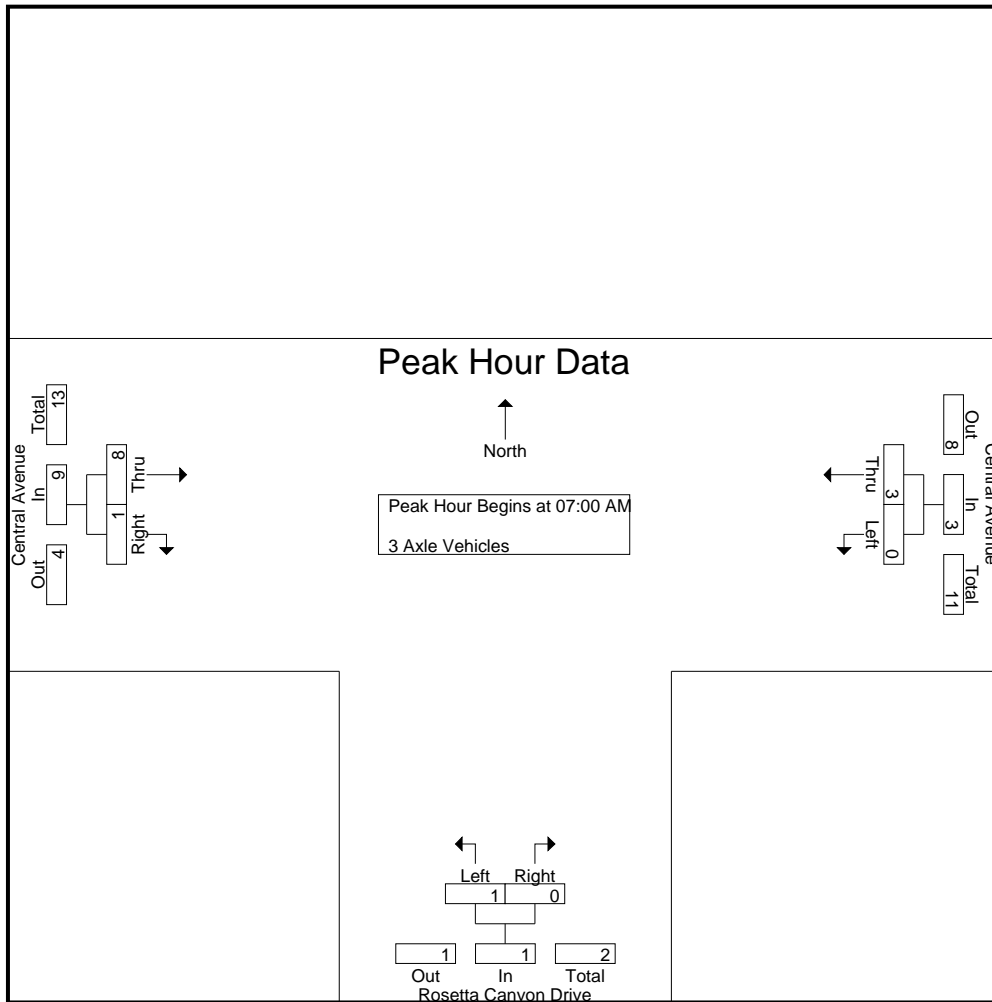 Peak Hour Data
North
Peak Hour Begins at 07:00 AM
3 Axle Vehicles
Central Avenue
Total
13
In
9
Out
4
8
Thru
1
Right
Central Avenue
Out
8
In
3
Total
11
Thru
3
Left
0
Left
Right
1
0
1
1
2
Out
In
Total
Rosetta Canyon Drive